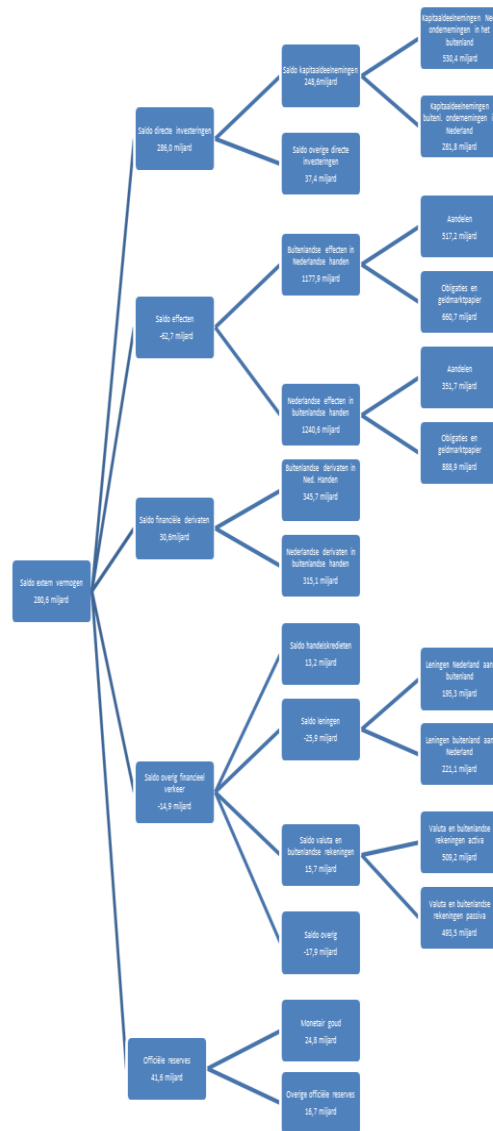 Kapitaaldeelnemingen Ned.
ondernemingen in het
buitenland
530,4 miljard
Saldo kapitaaldeelnemingen
248,6miljard
Kapitaaldeelnemingen
buitenl. ondernemingen
Nederland
281,8 miljard
Saldo directe investeringen
286,0 miljard
Saldo overige directe
investeringen
37,4 miljard
Aandelen
517,2 miljard
Buitenlandse effecten in
Nederlandse handen
1177,9 miljard
Obligaties en
geldmarktpapier
660,7 miljard
Saldo effecten
-62,7 miljard
Aandelen
351,7 miljard
Nederlandse effecten in
buitenlandse handen
1240,6 miljard
Obligaties en
geldmarktpapier
888,9 miljard
Buitenlandse derivaten in
Ned. Handen
345,7 miljard
Saldo financiële derivaten
30,6miljard
Nederlandse derivaten in
buitenlandse handen
315,1 miljard
Saldo extern vermogen
280,6 miljard
Saldo handelskredieten
13,2 miljard
Leningen Nederland aan
buitenland
195,3 miljard
Saldo leningen
-25,9 miljard
Leningen buitenland aan
Nederland
221,1 miljard
Saldo overig financieel
verkeer
-14,9 miljard
Valuta en buitenlandse
rekeningen activa
509,2 miljard
Saldo valuta en
buitenlandse rekeningen
15,7 miljard
Valuta en buitenlandse
rekeningen passiva
493,5 miljard
Saldo overig
-17,9 miljard
Monetair goud
24,8 miljard
Officiële reserves
41,6 miljard
Overige officiële reserves
16,7 miljard